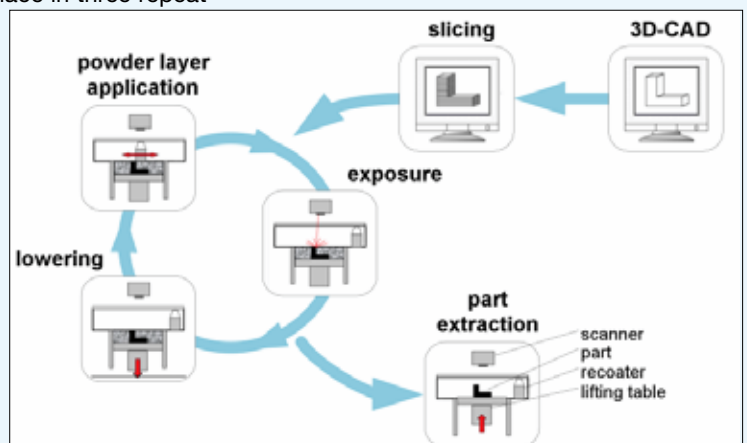 slicing
3D-CAD
powder layer
application
exposure
lowering
part
extraction
scanner
part
recoater
lifting table